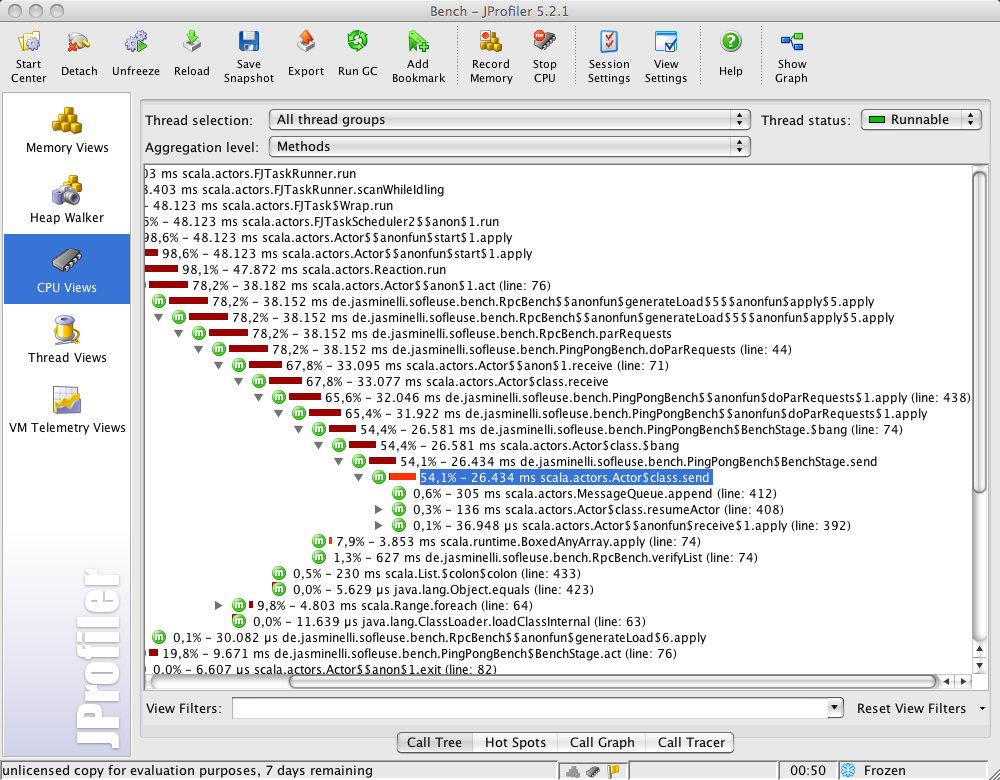 Bench - JProfiler 5.2.1
Start Center
Detach
Unfreeze
Reload
Save Snapshot
Export
Run GC
Add Bookmark
Record Memory
Stop CPU
Session Settings
View Settings
Help
Show Graph
Memory Views
Heap Walker
CPU Views
Thread Views
VM Telemetry Views
JProfiler
Thread selection: All thread groups Thread status: Runnable
Aggregation level: Methods
03 ms scala.actors.FJTaskRunner.run
8.403 ms scala.actors.FJTaskRunner.scanWhileIdling
- 48.123 ms scala.actors.FJTask$Wrap.run
6% - 48.123 ms scala.actors.FJTaskScheduler2$$anon$1.run
98,6% - 48.123 ms scala.actors.Actor$$anonfun$start$1.apply
98,6% - 48.123 ms scala.actors.Actor$$anonfun$start$1.apply
98,1% - 47.872 ms scala.actors.Reaction.run
78,2% - 38.182 ms scala.actors.Actor$$anon$1.act (line: 76)
78,2% - 38.152 ms de.jasminelli.sofleuse.bench.RpcBench$$anonfun$generateLoad$5$$anonfun$apply$5.apply
78,2% - 38.152 ms de.jasminelli.sofleuse.bench.RpcBench$$anonfun$generateLoad$5$$anonfun$apply$5.apply
78,2% - 38.152 ms de.jasminelli.sofleuse.bench.RpcBench.parRequests
78,2% - 38.152 ms de.jasminelli.sofleuse.bench.PingPongBench.doParRequests (line: 44)
67,8% - 33.095 ms scala.actors.Actor$$anon$1.receive (line: 71)
67,8% - 33.077 ms scala.actors.Actor$class.receive
65,6% - 32.046 ms de.jasminelli.sofleuse.bench.PingPongBench$$anonfun$doParRequests$1.apply (line: 438)
65,4% - 31.922 ms de.jasminelli.sofleuse.bench.PingPongBench$$anonfun$doParRequests$1.apply
54,4% - 26.581 ms de.jasminelli.sofleuse.bench.PingPongBench$BenchStage.$bang (line: 74)
54,4% - 26.581 ms scala.actors.Actor$class.$bang
54,1% - 26.434 ms de.jasminelli.sofleuse.bench.PingPongBench$BenchStage.send
54,1% - 26.434 ms scala.actors.Actor$class.send
0,6% - 305 ms scala.actors.MessageQueue.append (line: 412)
0,3% - 136 ms scala.actors.Actor$class.resumeActor (line: 408)
0,1% - 36.948 µs scala.actors.Actor$$anonfun$receive$1.apply (line: 392)
7,9% - 3.853 ms scala.runtime.BoxedAnyArray.apply (line: 74)
1,3% - 627 ms de.jasminelli.sofleuse.bench.RpcBench.verifyList (line: 74)
0,5% - 230 ms scala.List.$colon$colon (line: 433)
0,0% - 5.629 µs java.lang.Object.equals (line: 423)
9,8% - 4.803 ms scala.Range.foreach (line: 64)
0,0% - 11.639 µs java.lang.ClassLoader.loadClassInternal (line: 63)
0,1% - 30.082 µs de.jasminelli.sofleuse.bench.RpcBench$$anonfun$generateLoad$6.apply
19,8% - 9.671 ms de.jasminelli.sofleuse.bench.PingPongBench$BenchStage.act (line: 76)
0,0% - 6.607 µs scala.actors.Actor$$anon$1.exit (line: 82)
View Filters: Reset View Filters
Call Tree Hot Spots Call Graph Call Tracer
unlicensed copy for evaluation purposes, 7 days remaining 00:50 Frozen